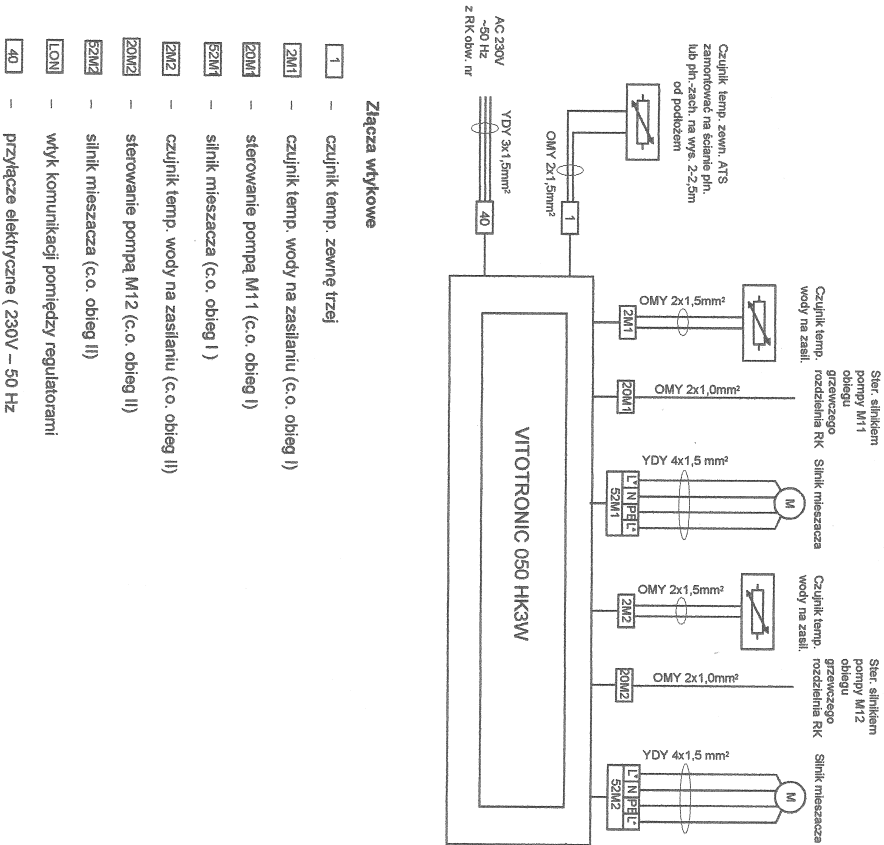 AC 230V
~50 Hz
z RK obw. nr
YDY 3x1,5mm²
40
Czujnik temp. zewn. ATS
zamontować na ścianie płn.
lub płn.-zach. na wys. 2-2,5m
od podłożem
OMY 2x1,5mm²
1
Czujnik temp.
wody na zasil.
OMY 2x1,5mm²
2M1
Ster. silnikiem
pompy M11
obiegu
grzewczego
rozdzielnia RK
OMY 2x1,0mm²
20M1
Silnik mieszacza
M
YDY 4x1,5 mm²
L▾ N PE L▴
52M1
Czujnik temp.
wody na zasil.
OMY 2x1,5mm²
2M2
Ster. silnikiem
pompy M12
obiegu
grzewczego
rozdzielnia RK
OMY 2x1,0mm²
20M2
Silnik mieszacza
M
YDY 4x1,5 mm²
L▾ N PE L▴
52M2
VITOTRONIC 050 HK3W
Złącza wtykowe
1 – czujnik temp. zewnę trzej
2M1 – czujnik temp. wody na zasilaniu (c.o. obieg I)
20M1 – sterowanie pompą M11 (c.o. obieg I)
52M1 – silnik mieszacza (c.o. obieg I )
2M2 – czujnik temp. wody na zasilaniu (c.o. obieg II)
20M2 – sterowanie pompą M12 (c.o. obieg II)
52M2 – silnik mieszacza (c.o. obieg II)
LON – wtyk komunikacji pomiędzy regulatorami
40 – przyłącze elektryczne ( 230V – 50 Hz